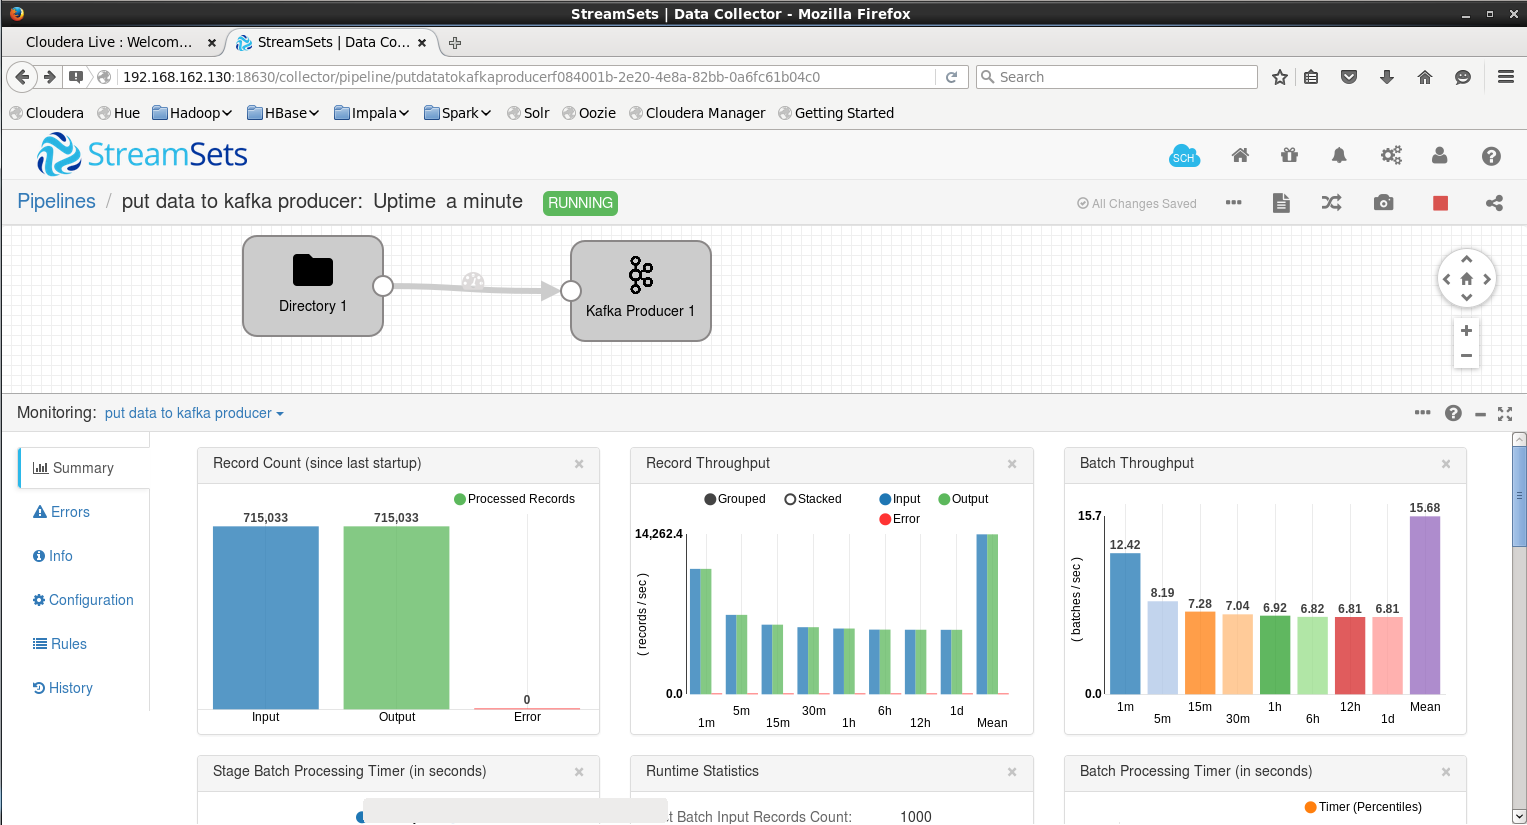 StreamSets | Data Collector - Mozilla Firefox
Cloudera Live : Welcom...
StreamSets | Data Co...
192.168.162.130:18630/collector/pipeline/putdatatokafkaproducerf084001b-2e20-4e8a-82bb-0a6fc61b04c0
Search
Cloudera Hue Hadoop HBase Impala Spark Solr Oozie Cloudera Manager Getting Started
StreamSets
SCH
Pipelines / put data to kafka producer: Uptime a minute RUNNING
All Changes Saved
Directory 1
Kafka Producer 1
Monitoring: put data to kafka producer
Summary
Errors
Info
Configuration
Rules
History
Record Count (since last startup)
Processed Records
715,033 715,033 0
Input Output Error
Record Throughput
Grouped Stacked Input Output
Error
14,262.4
( records / sec )
0.0
1m 5m 15m 30m 1h 6h 12h 1d Mean
Batch Throughput
15.7
( batches / sec )
0.0
12.42 8.19 7.28 7.04 6.92 6.82 6.81 6.81 15.68
1m 5m 15m 30m 1h 6h 12h 1d Mean
Stage Batch Processing Timer (in seconds)
Runtime Statistics
Batch Input Records Count: 1000
Batch Processing Timer (in seconds)
Timer (Percentiles)